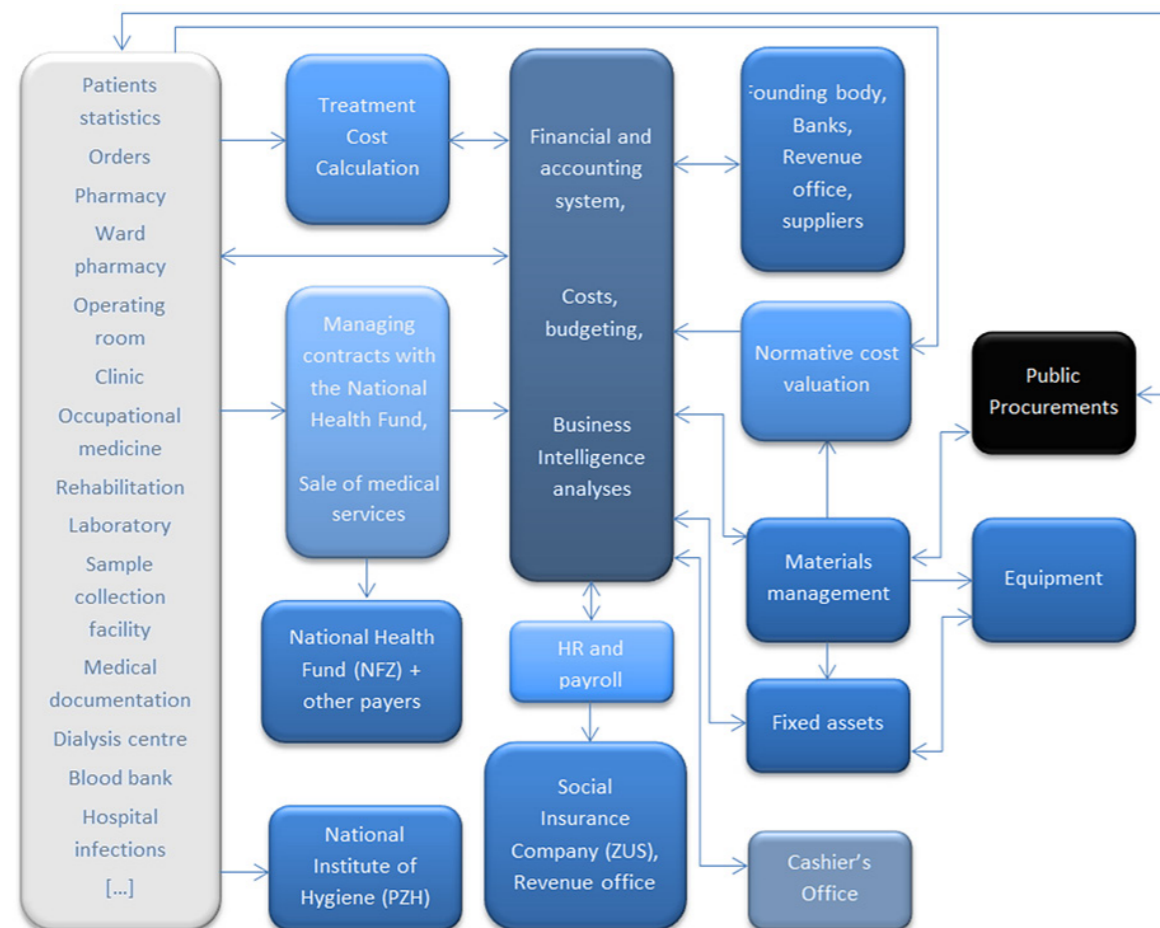 Patients
statistics
Orders
Pharmacy
Ward
pharmacy
Operating
room
Clinic
Occupational
medicine
Rehabilitation
Laboratory
Sample
collection
facility
Medical
documentation
Dialysis centre
Blood bank
Hospital
infections
[...]
Treatment
Cost
Calculation
Managing
contracts with
the National
Health Fund,
Sale of medical
services
National Health
Fund (NFZ) +
other payers
National
Institute of
Hygiene (PZH)
Financial and
accounting
system,
Costs,
budgeting,
Business
Intelligence
analyses
HR and
payroll
Social
Insurance
Company (ZUS),
Revenue office
Founding body,
Banks,
Revenue
office,
suppliers
Normative cost
valuation
Public
Procurements
Materials
management
Equipment
Fixed assets
Cashier's
Office